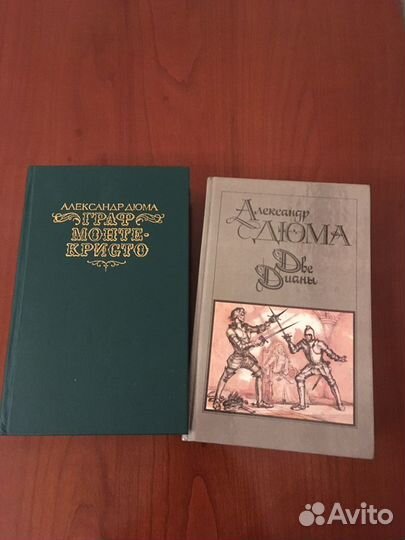 АЛЕКСАНДР ДЮМА
ГРАФ
МОНТЕ-
КРИСТО
Александр
ДЮМА
Две
Дианы
Avito